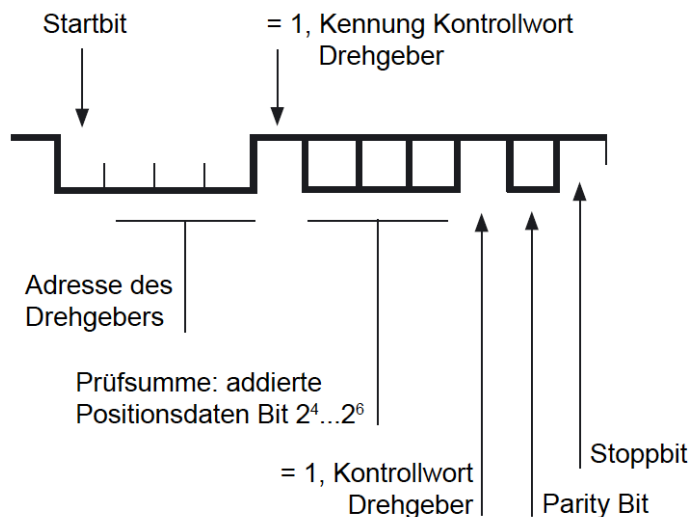 Startbit
= 1, Kennung Kontrollwort
Drehgeber
Adresse des
Drehgebers
Prüfsumme: addierte
Positionsdaten Bit 2⁴...2⁶
= 1, Kontrollwort
Drehgeber
Parity Bit
Stoppbit